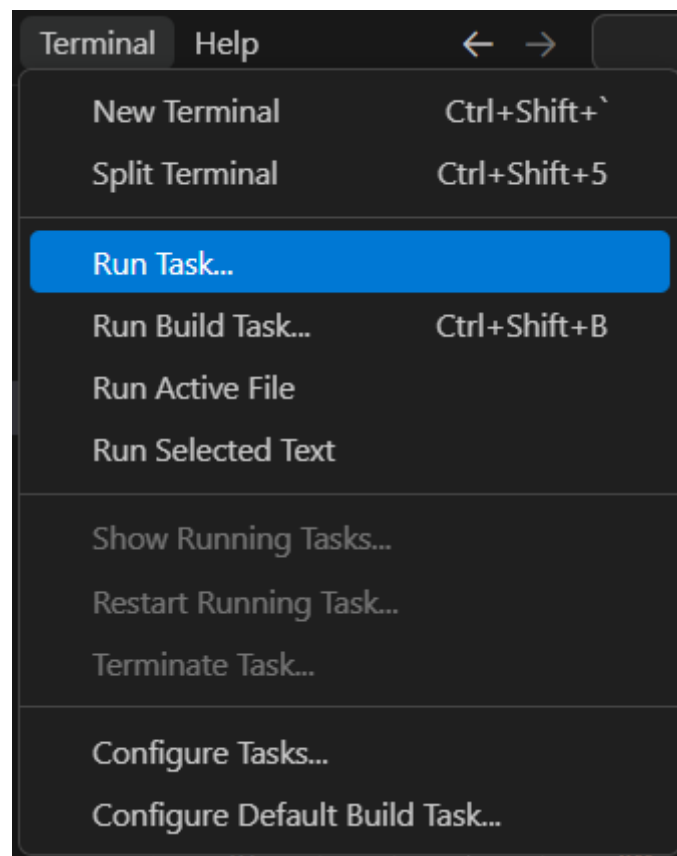 Terminal Help
New Terminal Ctrl+Shift+`
Split Terminal Ctrl+Shift+5
Run Task...
Run Build Task... Ctrl+Shift+B
Run Active File
Run Selected Text
Show Running Tasks...
Restart Running Task...
Terminate Task...
Configure Tasks...
Configure Default Build Task...